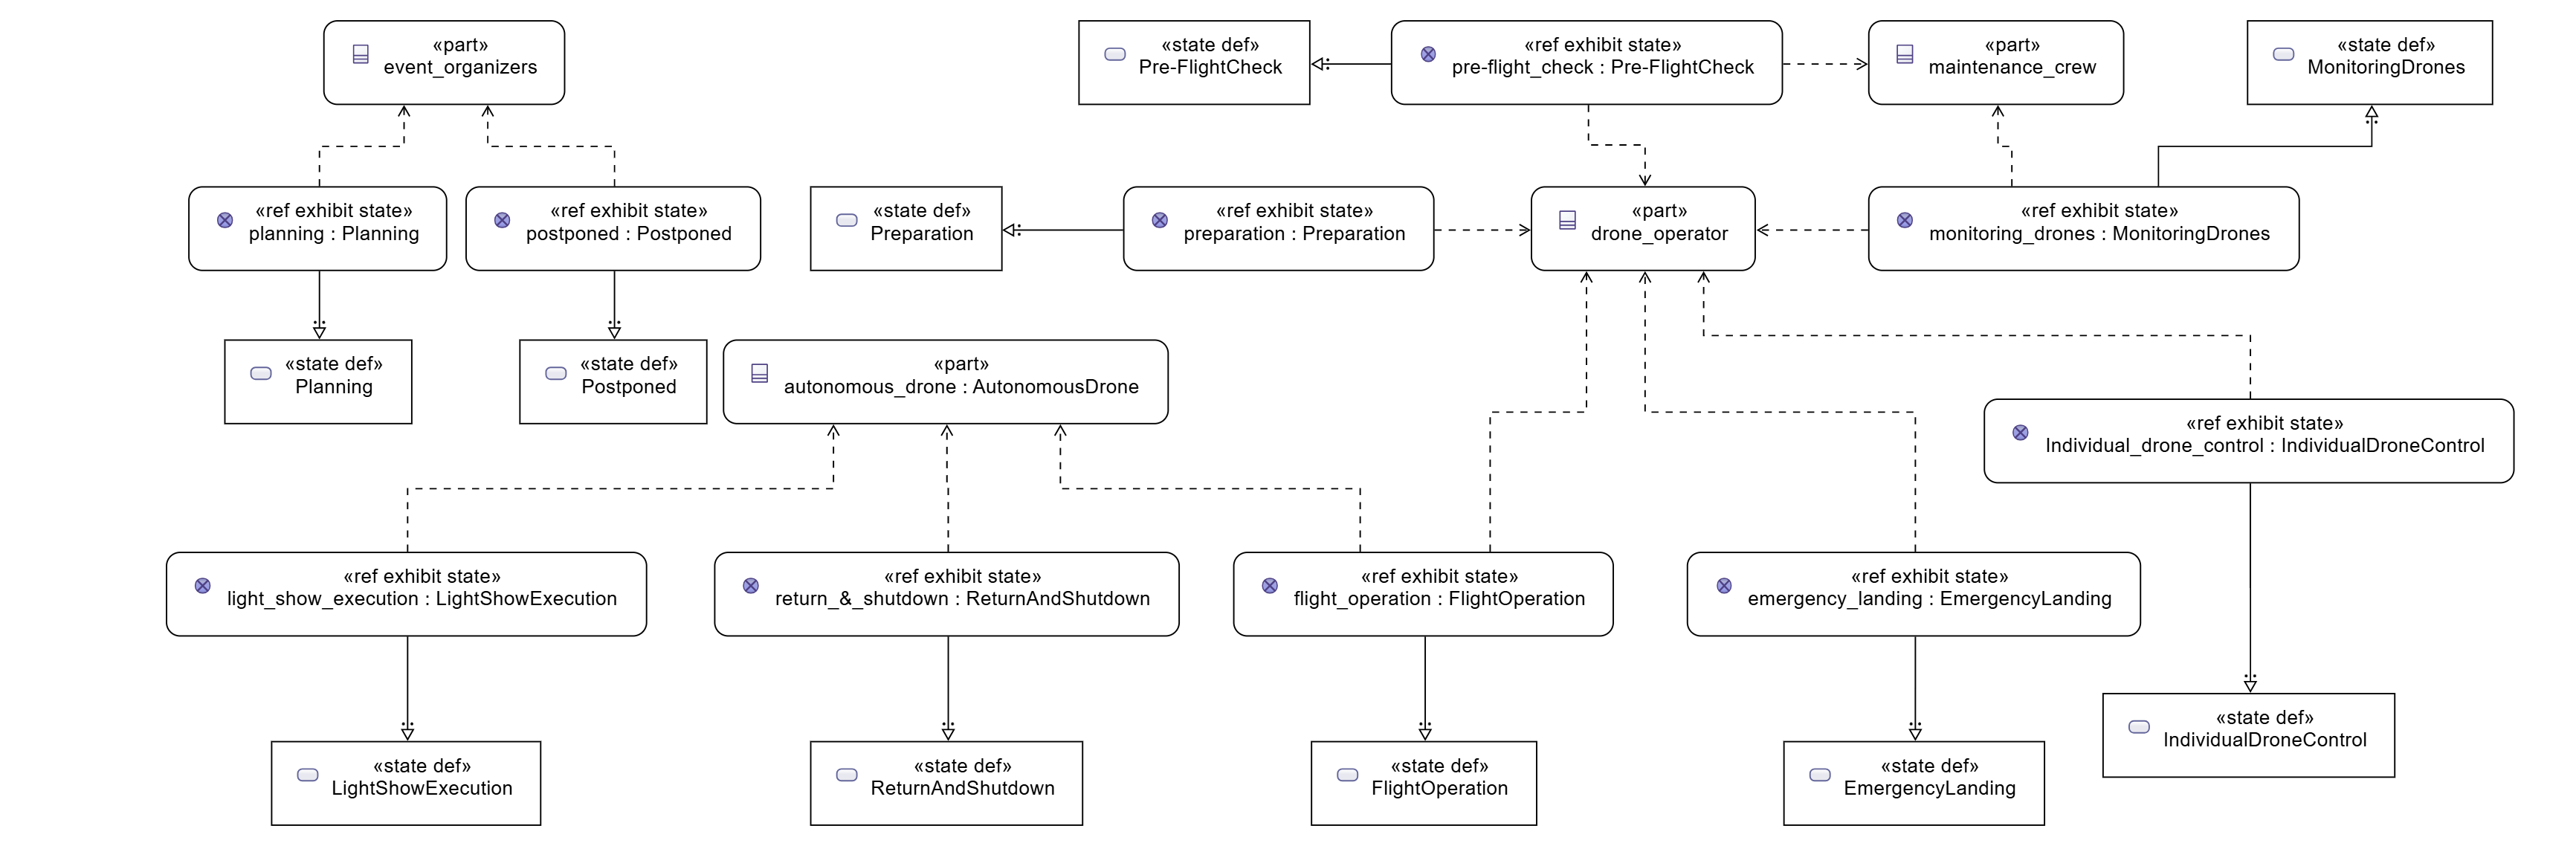 «part»
event_organizers
«state def»
Pre-FlightCheck
«ref exhibit state»
pre-flight_check : Pre-FlightCheck
«part»
maintenance_crew
«state def»
MonitoringDrones
«ref exhibit state»
planning : Planning
«ref exhibit state»
postponed : Postponed
«state def»
Preparation
«ref exhibit state»
preparation : Preparation
«part»
drone_operator
«ref exhibit state»
monitoring_drones : MonitoringDrones
«state def»
Planning
«state def»
Postponed
«part»
autonomous_drone : AutonomousDrone
«ref exhibit state»
Individual_drone_control : IndividualDroneControl
«ref exhibit state»
light_show_execution : LightShowExecution
«ref exhibit state»
return_&_shutdown : ReturnAndShutdown
«ref exhibit state»
flight_operation : FlightOperation
«ref exhibit state»
emergency_landing : EmergencyLanding
«state def»
IndividualDroneControl
«state def»
LightShowExecution
«state def»
ReturnAndShutdown
«state def»
FlightOperation
«state def»
EmergencyLanding